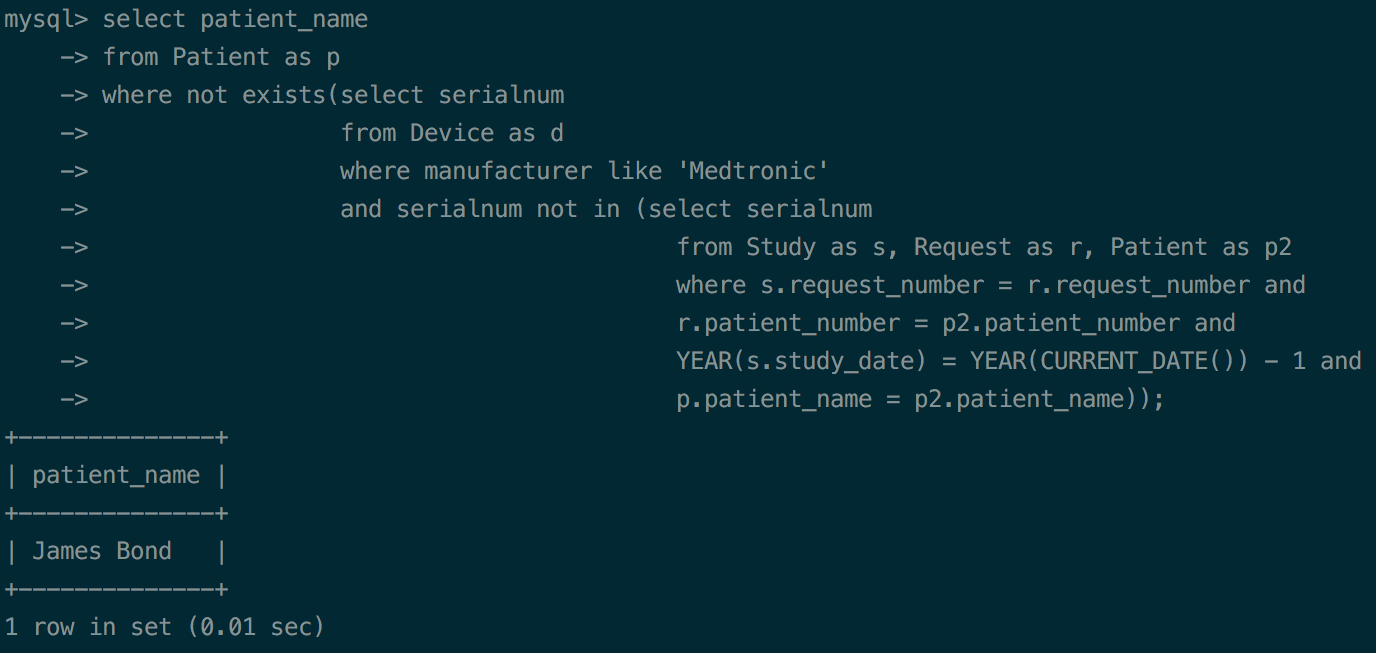 mysql> select patient_name
    -> from Patient as p
    -> where not exists(select serialnum
    ->                  from Device as d
    ->                  where manufacturer like 'Medtronic'
    ->                  and serialnum not in (select serialnum
    ->                                          from Study as s, Request as r, Patient as p2
    ->                                          where s.request_number = r.request_number and
    ->                                          r.patient_number = p2.patient_number and
    ->                                          YEAR(s.study_date) = YEAR(CURRENT_DATE()) - 1 and
    ->                                          p.patient_name = p2.patient_name));
+--------------+
| patient_name |
+--------------+
| James Bond   |
+--------------+
1 row in set (0.01 sec)